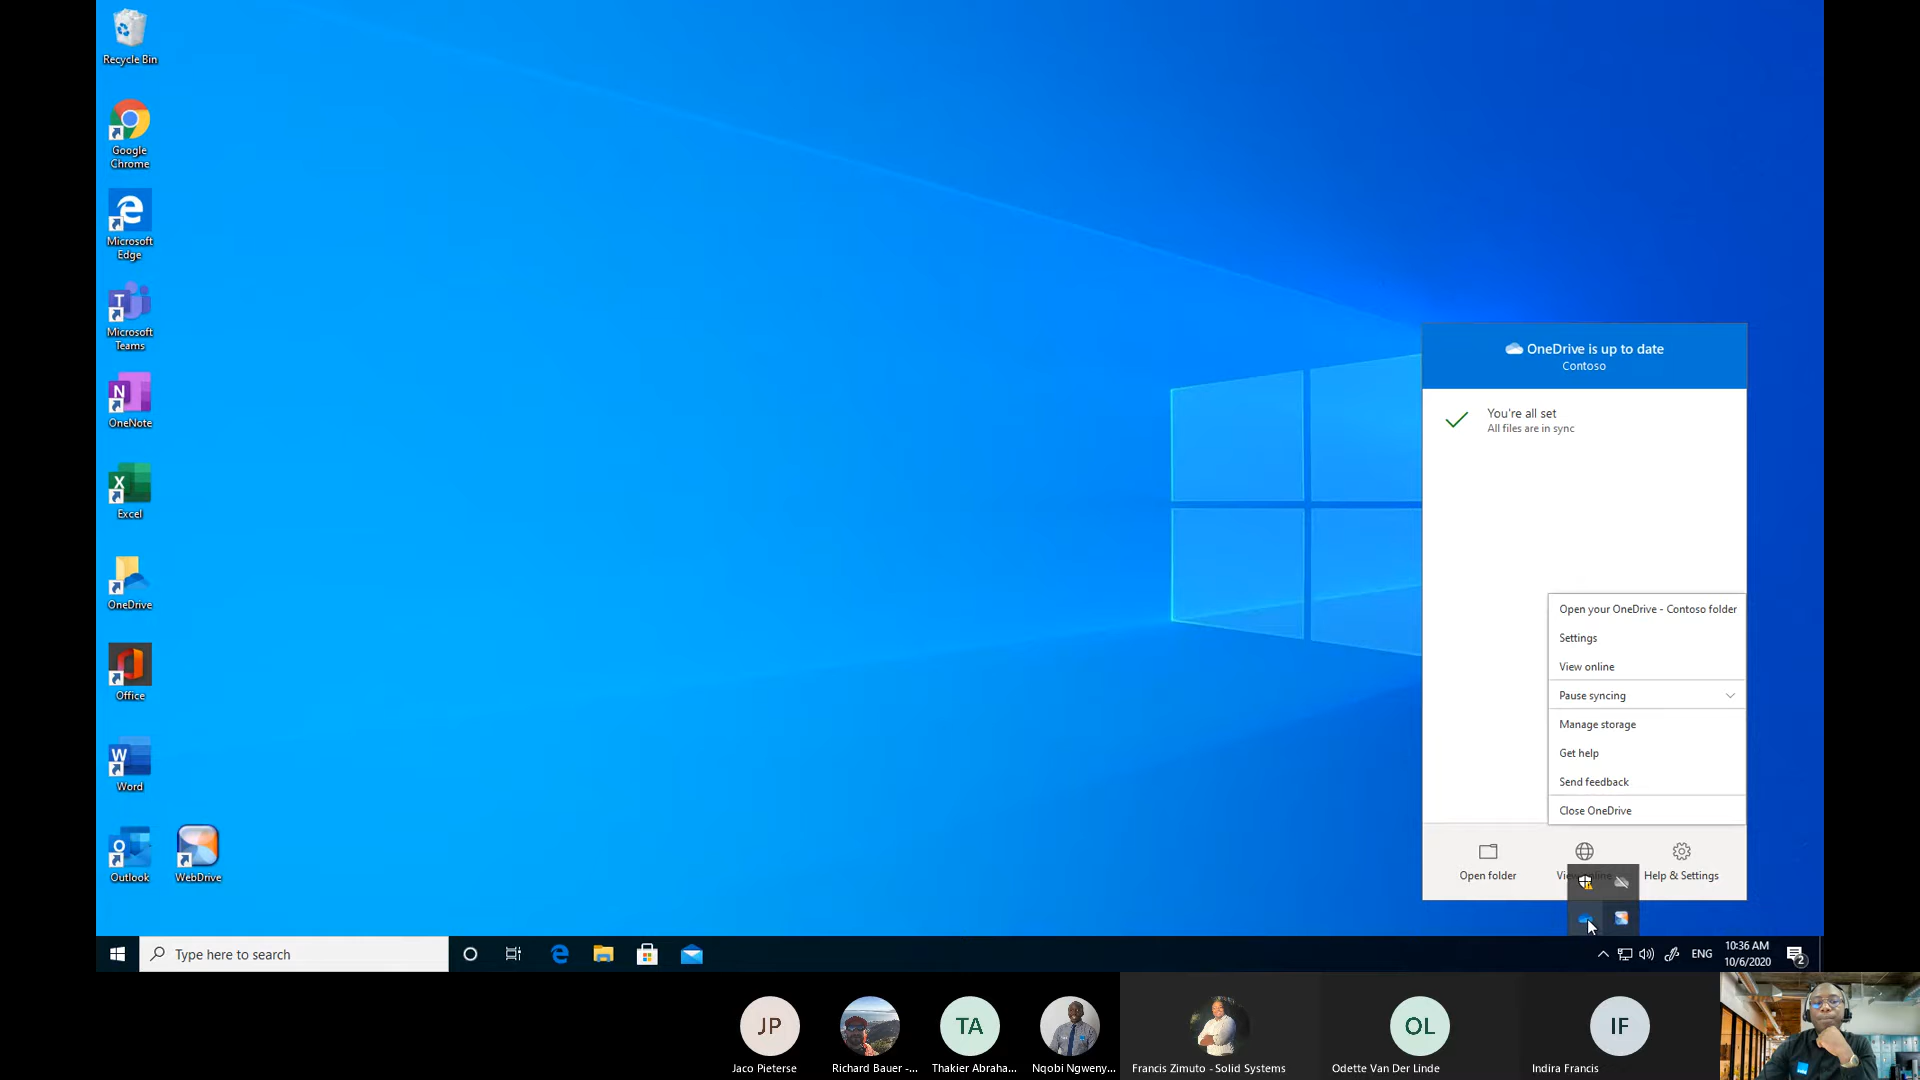 Recycle Bin
Google
Chrome
Microsoft
Edge
Microsoft
Teams
OneNote
Excel
OneDrive
Office
Word
Outlook
WebDrive
OneDrive is up to date
Contoso
You're all set
All files are in sync
Open your OneDrive - Contoso folder
Settings
View online
Pause syncing
Manage storage
Get help
Send feedback
Close OneDrive
Open folder
View online
Help & Settings
Type here to search
ENG
10:36 AM
10/6/2020
2
JP
TA
OL
IF
Jaco Pieterse
Richard Bauer -...
Thakier Abraha...
Nqobi Ngweny...
Francis Zimuto - Solid Systems
Odette Van Der Linde
Indira Francis